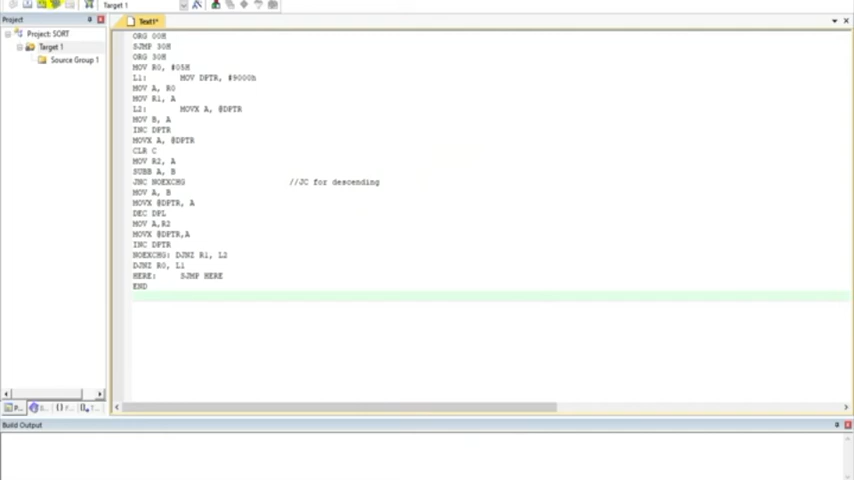 Target 1
Project
Text1*
Project: SORT
Target 1
Source Group 1
ORG 00H
SJMP 30H
ORG 30H
MOV R0, #05H
L1: MOV DPTR, #9000h
MOV A, R0
MOV R1, A
L2: MOVX A, @DPTR
MOV B, A
INC DPTR
MOVX A, @DPTR
CLR C
MOV R2, A
SUBB A, B
JNC NOEXCHG //JC for descending
MOV A, B
MOVX @DPTR, A
DEC DPL
MOV A,R2
MOVX @DPTR,A
INC DPTR
NOEXCHG: DJNZ R1, L2
DJNZ R0, L1
HERE: SJMP HERE
END
P...
{} F...
Build Output